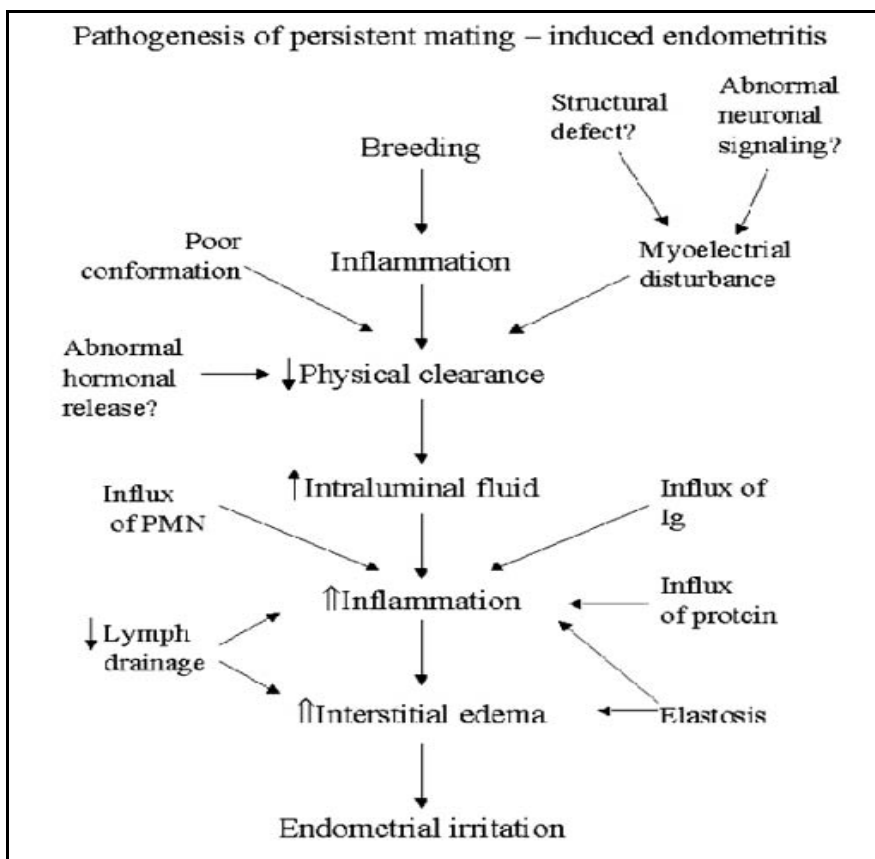 Pathogenesis of persistent mating – induced endometritis
Structural
defect?
Abnormal
neuronal
signaling?
Breeding
Poor
conformation
Inflammation
Myoelectrial
disturbance
Abnormal
hormonal
release?
↓Physical clearance
↑Intraluminal fluid
Influx
of PMN
Influx of
Ig
⇑Inflammation
Influx
of protein
↓Lymph
drainage
⇑Interstitial edema
Elastosis
Endometrial irritation